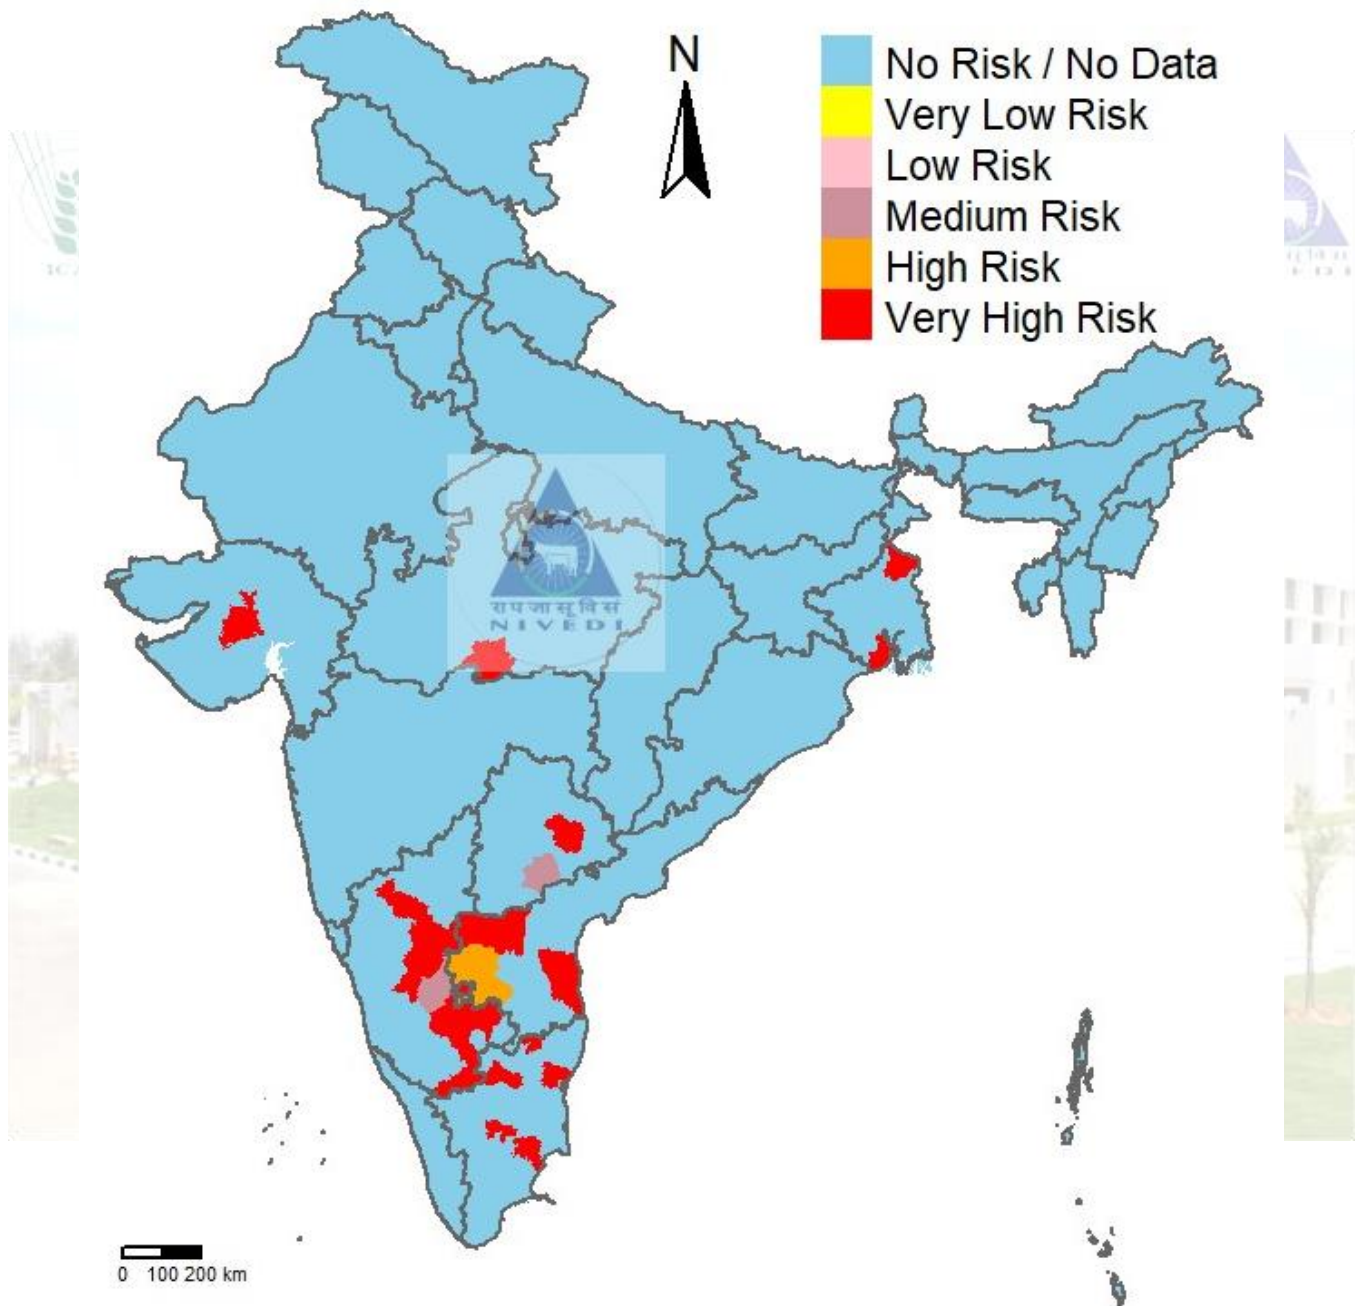 N
No Risk / No Data
Very Low Risk
Low Risk
Medium Risk
High Risk
Very High Risk
रापजासूविसं
NIVEDI
0 100 200 km